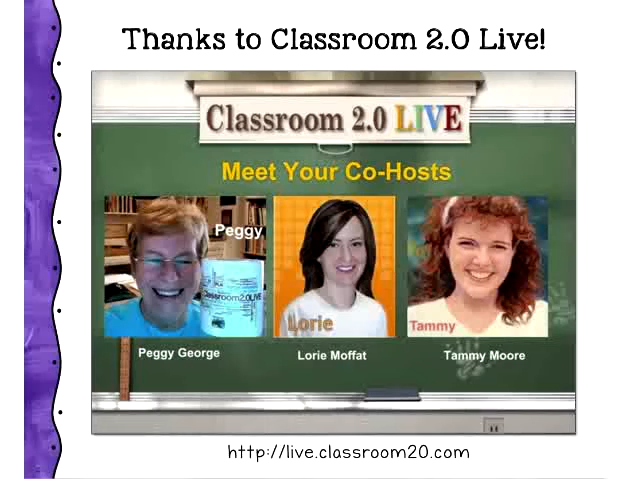 Thanks to Classroom 2.0 Live!
Classroom 2.0 LIVE
Meet Your Co-Hosts
Peggy
Classroom2.0LIVE
Lorie
Tammy
Peggy George
Lorie Moffat
Tammy Moore
http://live.classroom20.com